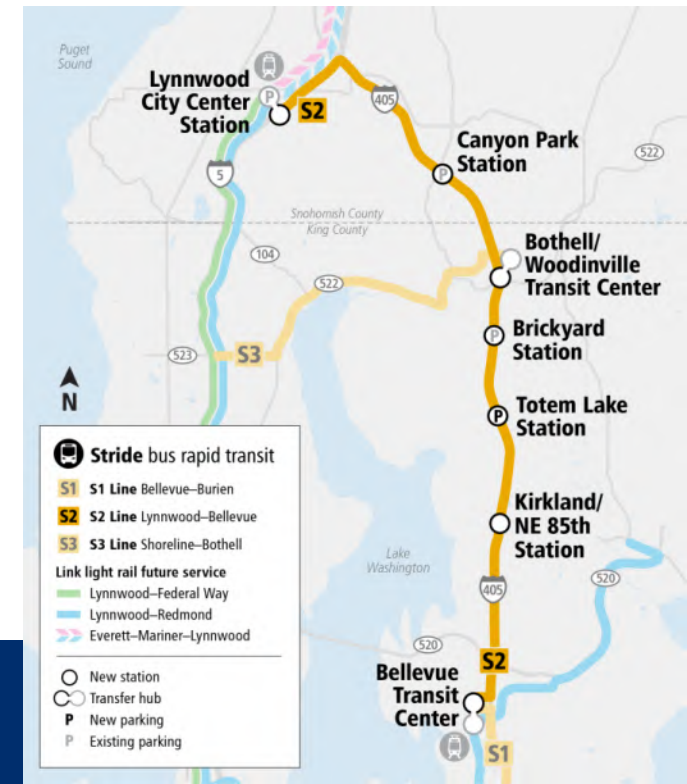 Puget
Sound
Lynnwood
City Center
Station
P
S2
405
Canyon Park
Station
P
522
5
Snohomish County
King County
104
Bothell/
Woodinville
Transit Center
522
P
Brickyard
Station
523
S3
N
P
Totem Lake
Station
Kirkland/
NE 85th
Station
Lake
Washington
405
520
520
S2
Bellevue
Transit
Center
S1
Stride bus rapid transit
S1 S1 Line Bellevue–Burien
S2 S2 Line Lynnwood–Bellevue
S3 S3 Line Shoreline–Bothell
Link light rail future service
Lynnwood–Federal Way
Lynnwood–Redmond
Everett–Mariner–Lynnwood
New station
Transfer hub
P New parking
P Existing parking